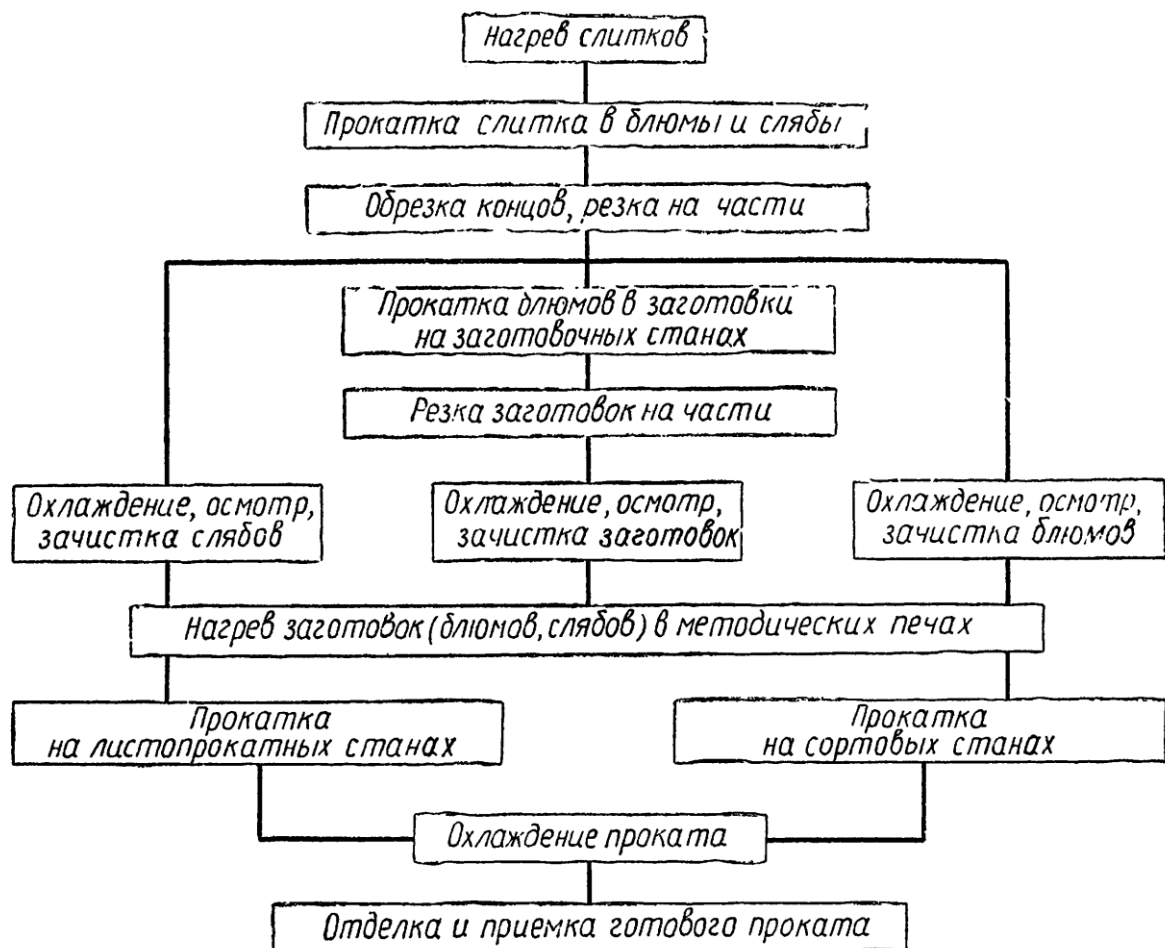 Нагрев слитков
Прокатка слитка в блюмы и слябы
Обрезка концов, резка на части
Прокатка блюмов в заготовки
на заготовочных станах
Резка заготовок на части
Охлаждение, осмотр,
зачистка слябов
Охлаждение, осмотр,
зачистка заготовок
Охлаждение, осмотр,
зачистка блюмов
Нагрев заготовок (блюмов, слябов) в методических печах
Прокатка
на листопрокатных станах
Прокатка
на сортовых станах
Охлаждение проката
Отделка и приемка готового проката